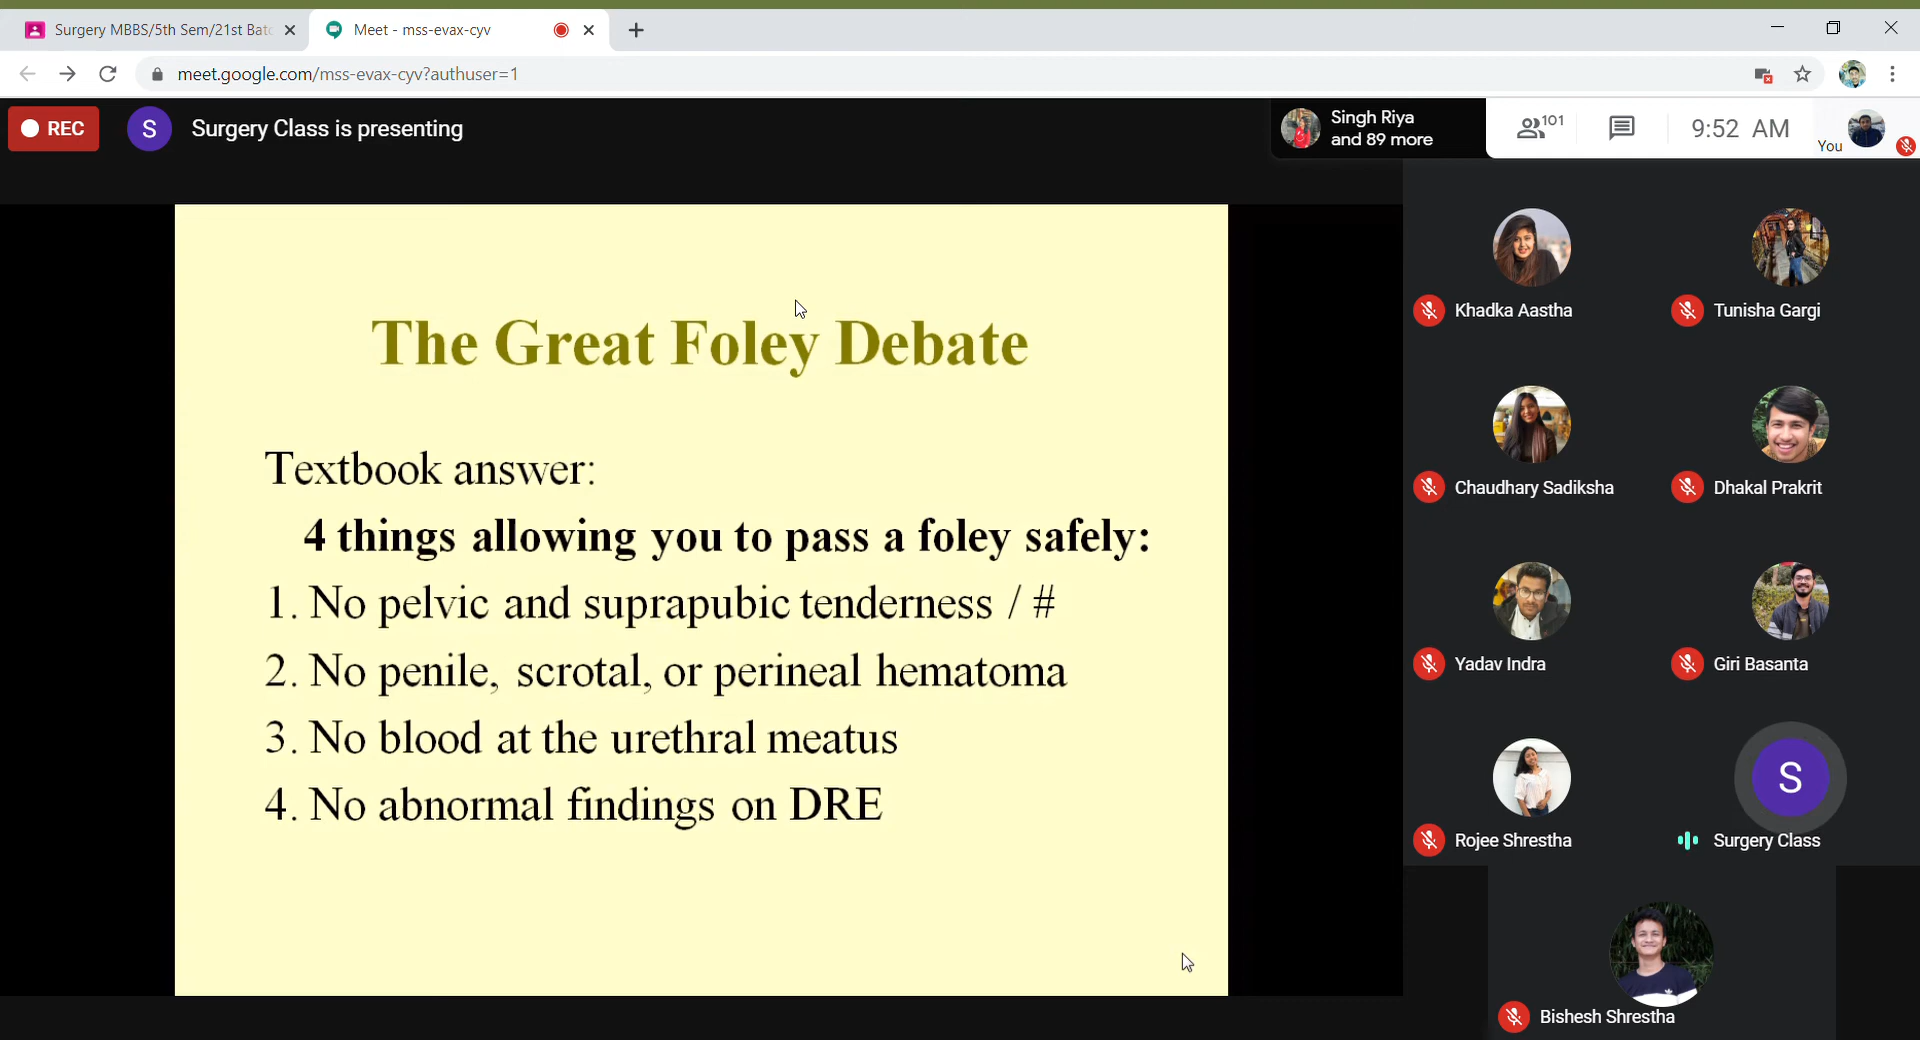 Surgery MBBS/5th Sem/21st Bat
Meet - mss-evax-cyv
meet.google.com/mss-evax-cyv?authuser=1
REC
S
Surgery Class is presenting
Singh Riya
and 89 more
101
9:52 AM
You
The Great Foley Debate
Textbook answer:
4 things allowing you to pass a foley safely:
1. No pelvic and suprapubic tenderness / #
2. No penile, scrotal, or perineal hematoma
3. No blood at the urethral meatus
4. No abnormal findings on DRE
Khadka Aastha
Tunisha Gargi
Chaudhary Sadiksha
Dhakal Prakrit
Yadav Indra
Giri Basanta
S
Rojee Shrestha
Surgery Class
Bishesh Shrestha